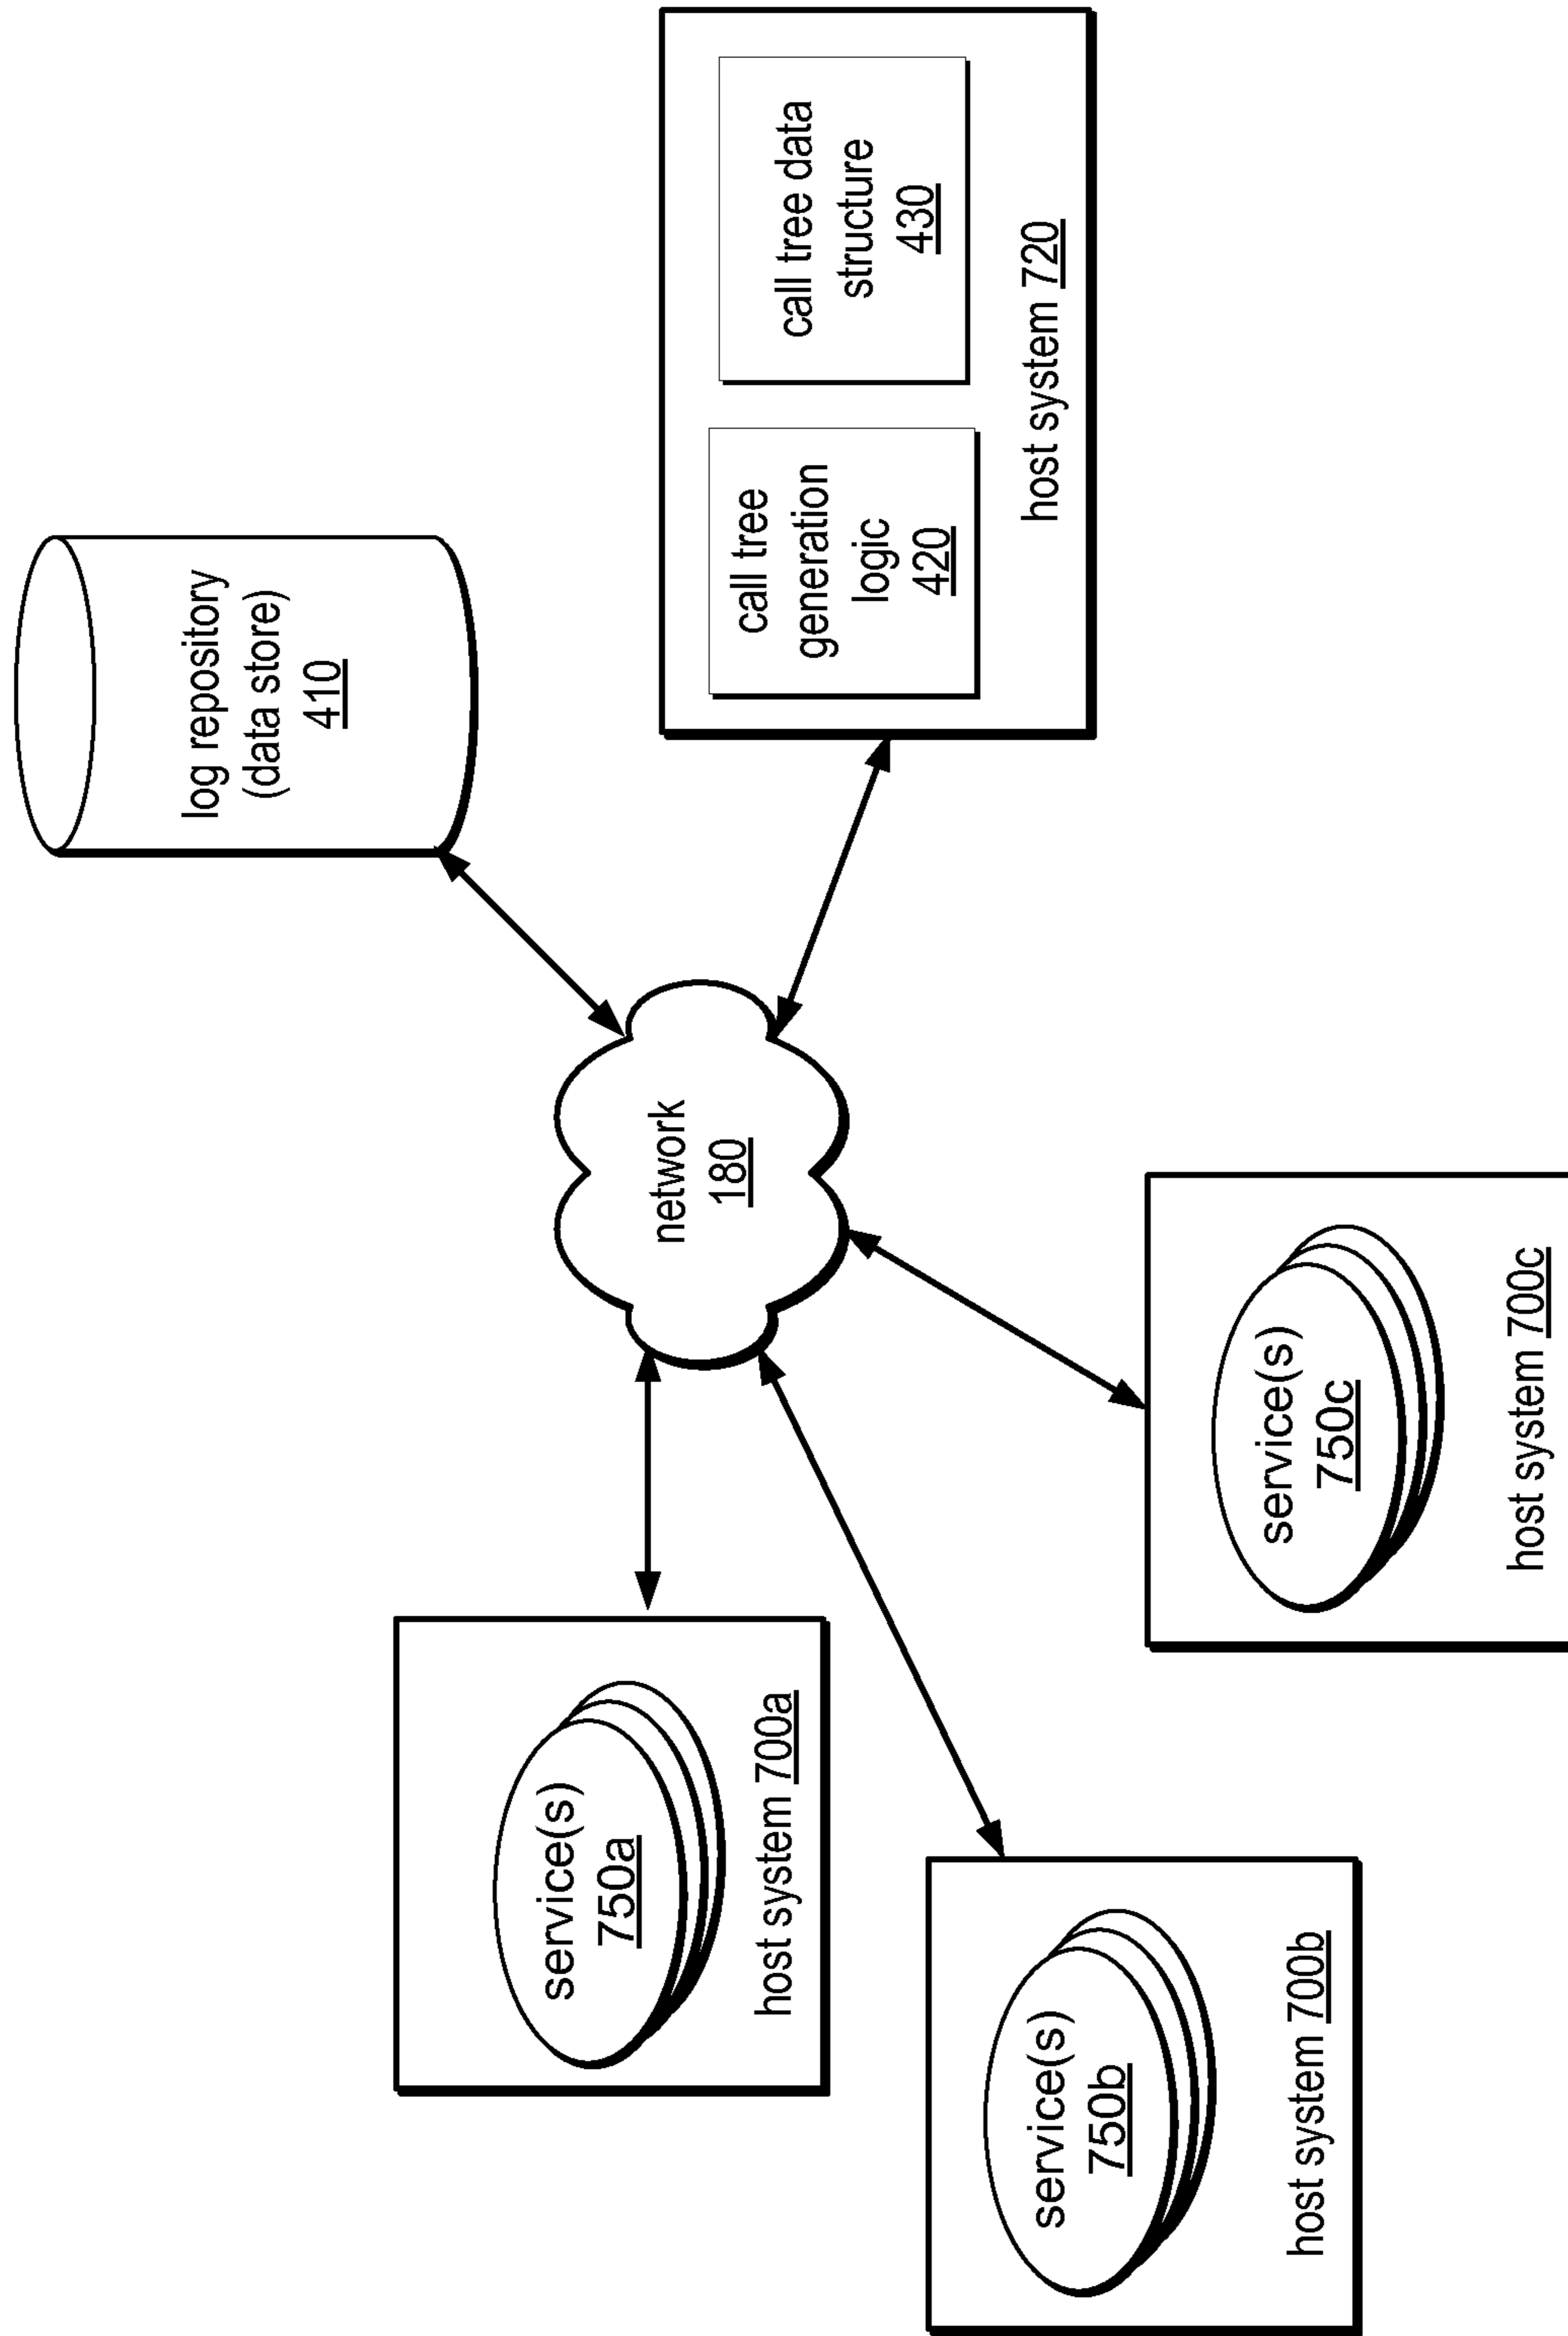 log repository
(data store)
410
service(s)
750a
host system 700a
network
180
call tree
generation
logic
420
call tree data
structure
430
host system 720
service(s)
750b
host system 700b
service(s)
750c
host system 700c